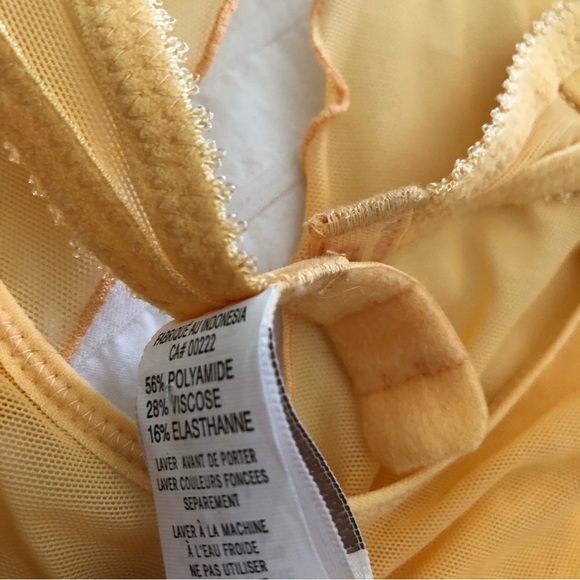 FABRIQUÉ AU INDONESIA
CA# 00222
56% POLYAMIDE
28% VISCOSE
16% ELASTHANNE
LAVER AVANT DE PORTER
LAVER COULEURS FONCÉES
SEPAREMENT
LAVER À LA MACHINE
À L'EAU FROIDE
NE PAS UTILISER